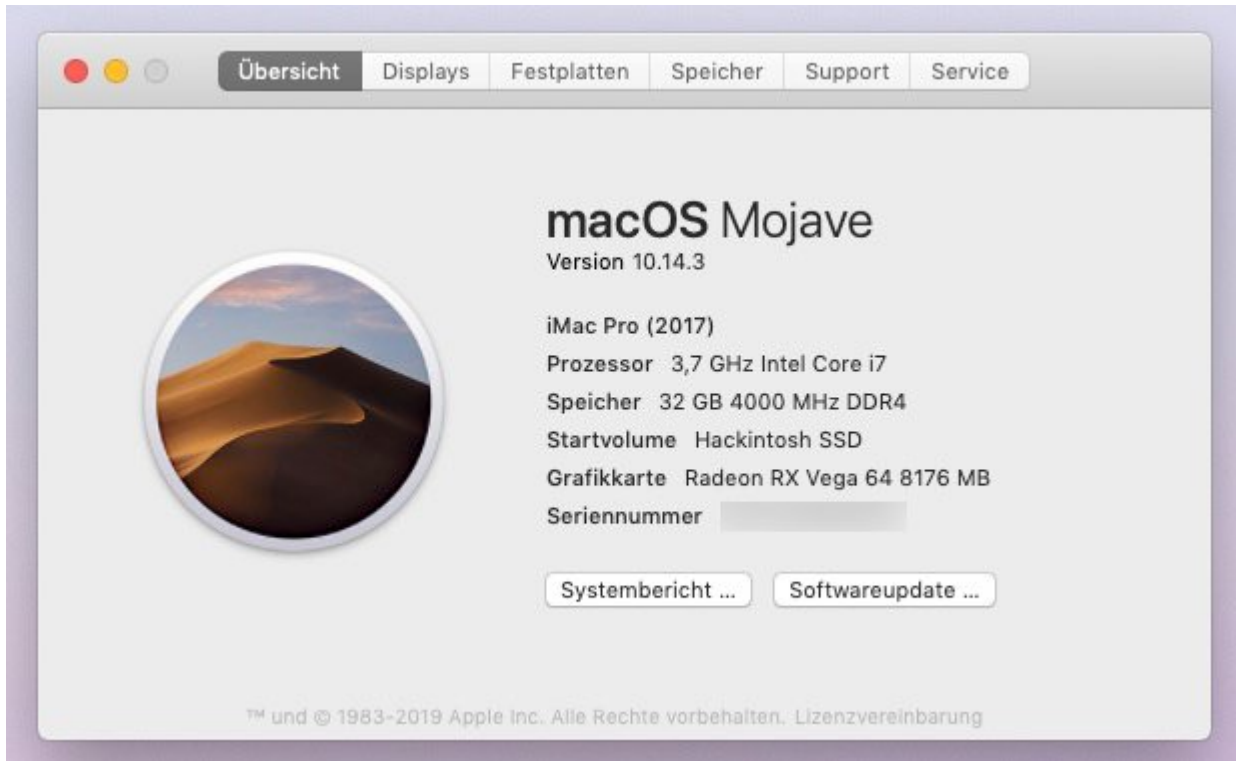 Übersicht Displays Festplatten Speicher Support Service
macOS Mojave
Version 10.14.3
iMac Pro (2017)
Prozessor 3,7 GHz Intel Core i7
Speicher 32 GB 4000 MHz DDR4
Startvolume Hackintosh SSD
Grafikkarte Radeon RX Vega 64 8176 MB
Seriennummer
Systembericht ... Softwareupdate ...
™ und © 1983-2019 Apple Inc. Alle Rechte vorbehalten. Lizenzvereinbarung